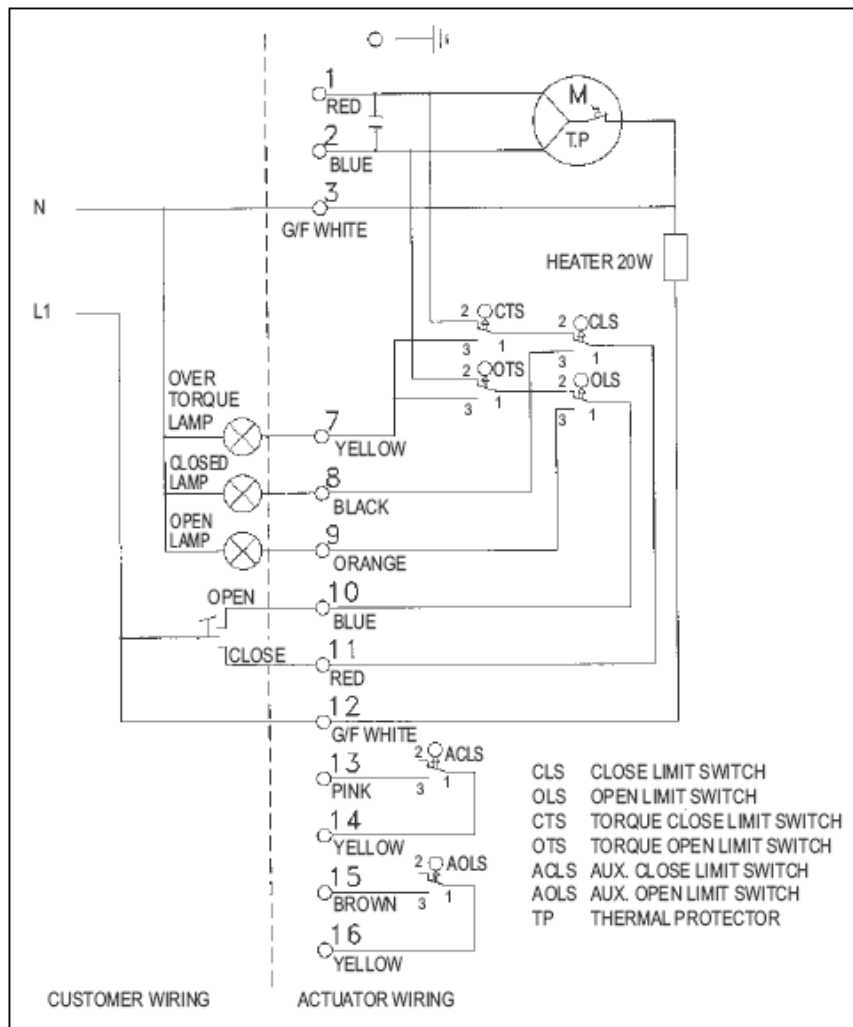 1
RED
M
T.P
2
BLUE
3
N
G/F WHITE
HEATER 20W
L1
2 CTS
2 CLS
3 1
2 OTS
3 1
2 OLS
3 1
3 1
OVER
TORQUE
LAMP
7
YELLOW
CLOSED
LAMP
8
BLACK
OPEN
LAMP
9
ORANGE
OPEN
10
BLUE
CLOSE
11
RED
12
G/F WHITE
2 ACLS
13
PINK
3 1
14
YELLOW
2 AOLS
15
BROWN
3 1
16
YELLOW
CLS CLOSE LIMIT SWITCH
OLS OPEN LIMIT SWITCH
CTS TORQUE CLOSE LIMIT SWITCH
OTS TORQUE OPEN LIMIT SWITCH
ACLS AUX. CLOSE LIMIT SWITCH
AOLS AUX. OPEN LIMIT SWITCH
TP THERMAL PROTECTOR
CUSTOMER WIRING
ACTUATOR WIRING